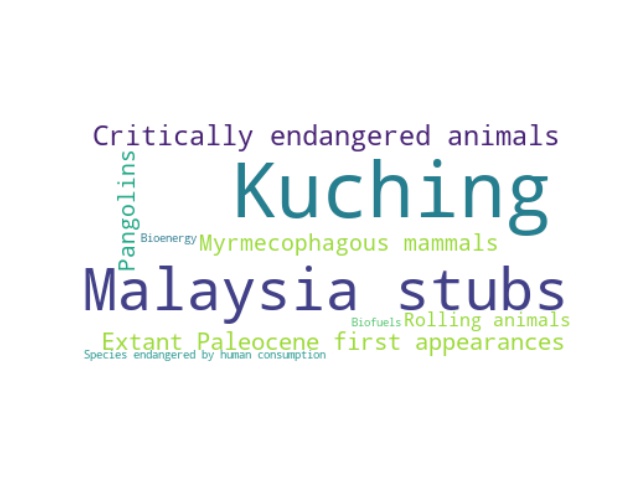 Critically endangered animals
Pangolins
Kuching
Bioenergy
Myrmecophagous mammals
Malaysia stubs
Biofuels
Rolling animals
Extant Paleocene first appearances
Species endangered by human consumption